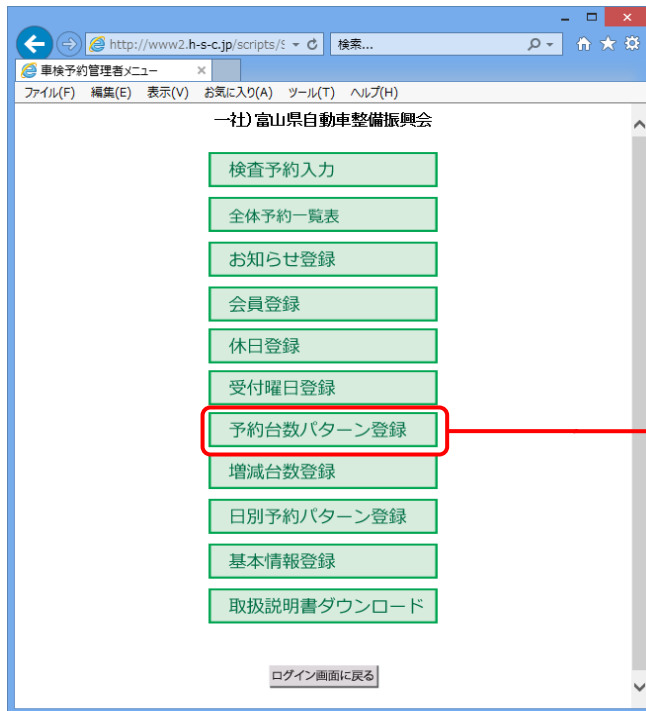 http://www2.h-s-c.jp/scripts/S
検索...
車検予約管理者メニュー
ファイル(F) 編集(E) 表示(V) お気に入り(A) ツール(T) ヘルプ(H)
一社) 富山県自動車整備振興会
検査予約入力
全体予約一覧表
お知らせ登録
会員登録
休日登録
受付曜日登録
予約台数パターン登録
増減台数登録
日別予約パターン登録
基本情報登録
取扱説明書ダウンロード
ログイン画面に戻る